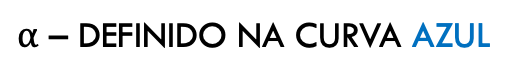 α – DEFINIDO NA CURVA AZUL